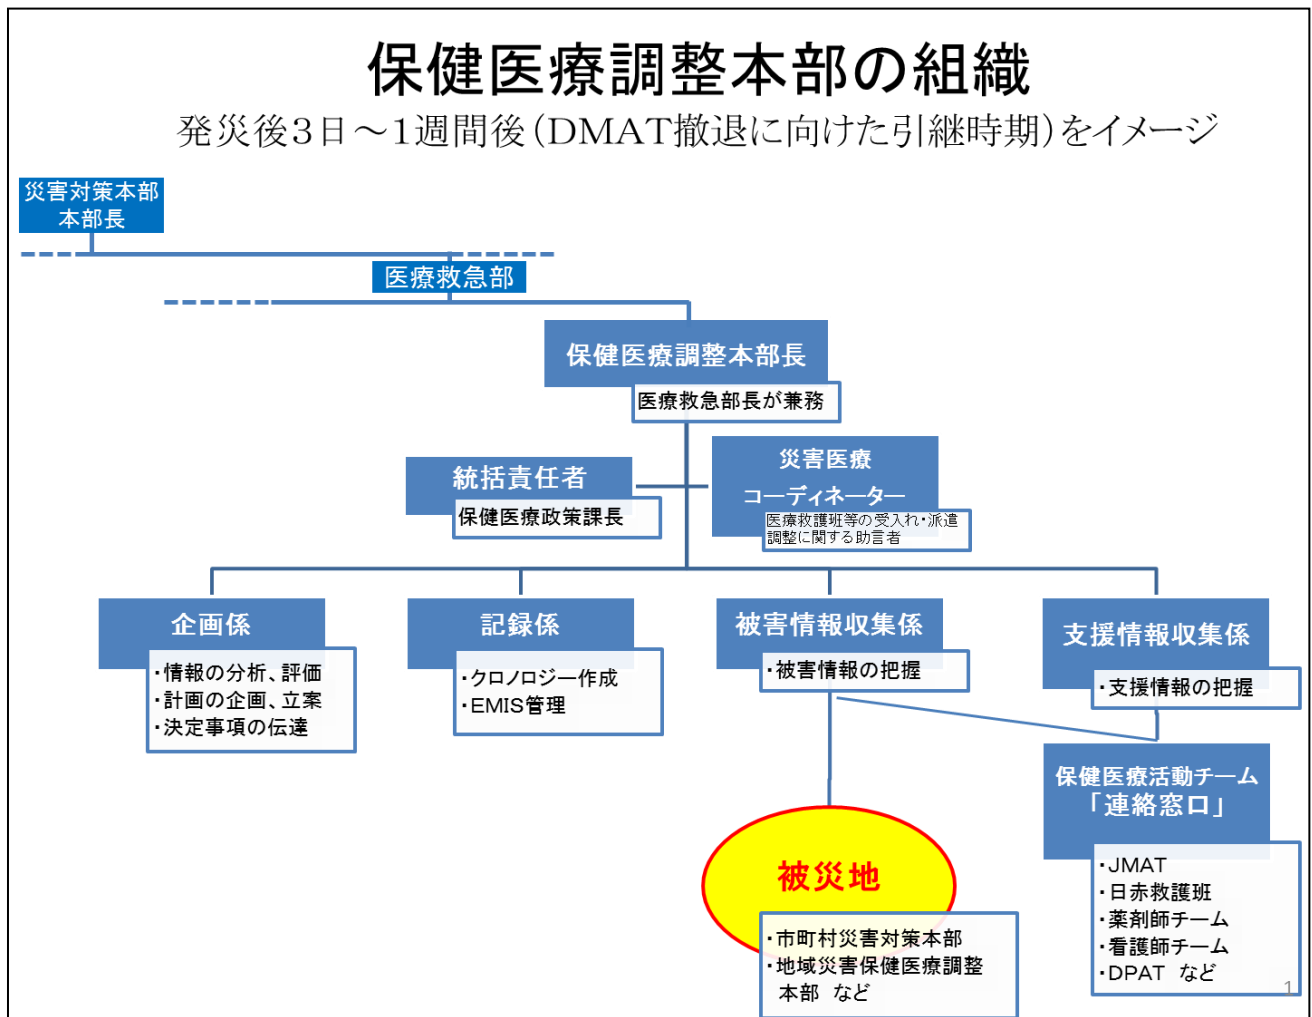 保健医療調整本部の組織
発災後3日～1週間後（DMAT撤退に向けた引継時期）をイメージ
災害対策本部
本部長
医療救急部
保健医療調整本部長
医療救急部長が兼務
統括責任者
保健医療政策課長
災害医療
コーディネーター
医療救護班等の受入れ・派遣
調整に関する助言者
企画係
・情報の分析、評価
・計画の企画、立案
・決定事項の伝達
記録係
・クロノロジー作成
・EMIS管理
被害情報収集係
・被害情報の把握
支援情報収集係
・支援情報の把握
被災地
・市町村災害対策本部
・地域災害保健医療調整
本部 など
保健医療活動チーム
「連絡窓口」
・JMAT
・日赤救護班
・薬剤師チーム
・看護師チーム
・DPAT など
1